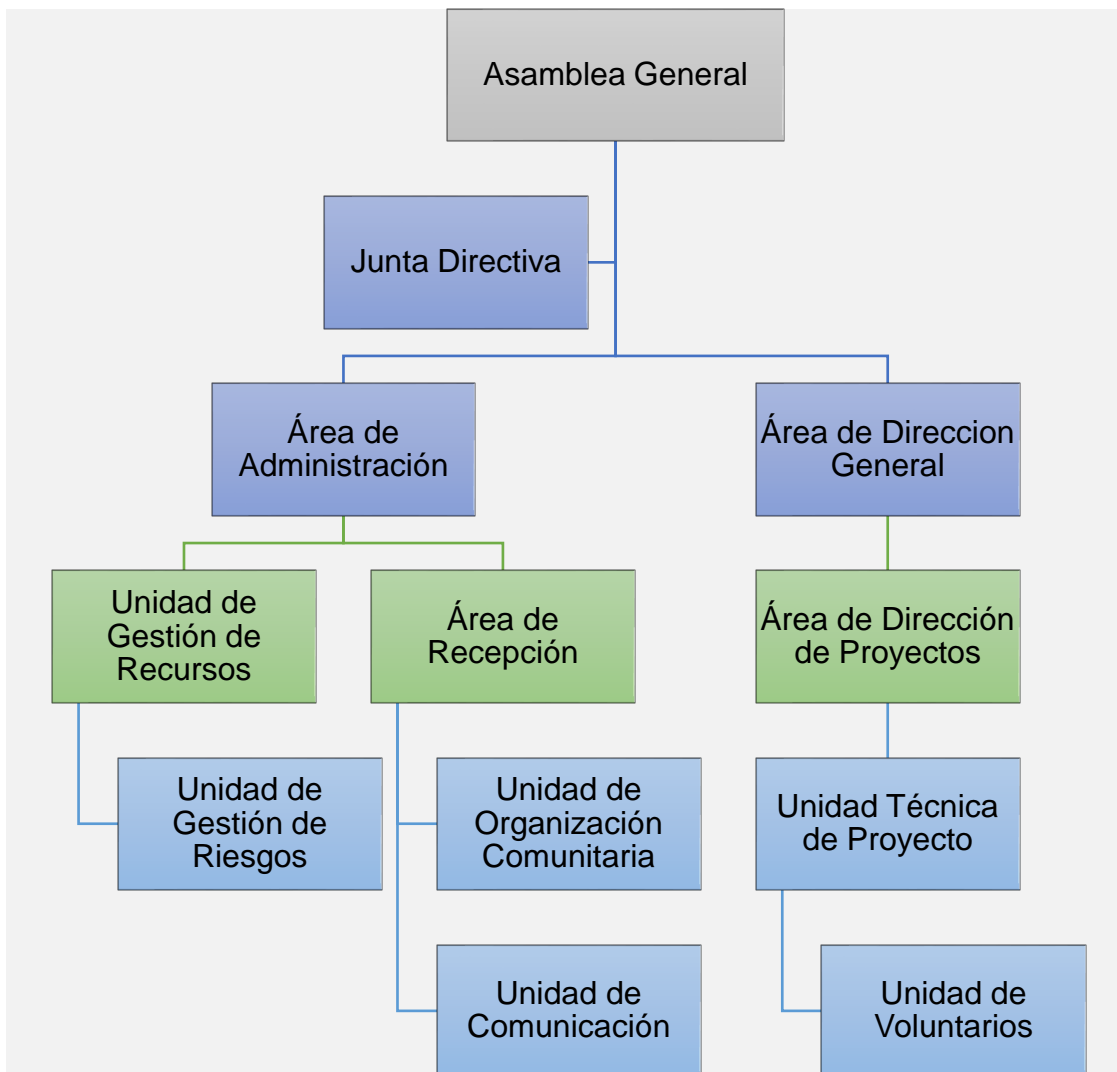 Asamblea General
Junta Directiva
Área de
Administración
Área de Direccion
General
Unidad de
Gestión de
Recursos
Área de
Recepción
Área de Dirección
de Proyectos
Unidad de
Gestión de
Riesgos
Unidad de
Organización
Comunitaria
Unidad Técnica
de Proyecto
Unidad de
Comunicación
Unidad de
Voluntarios